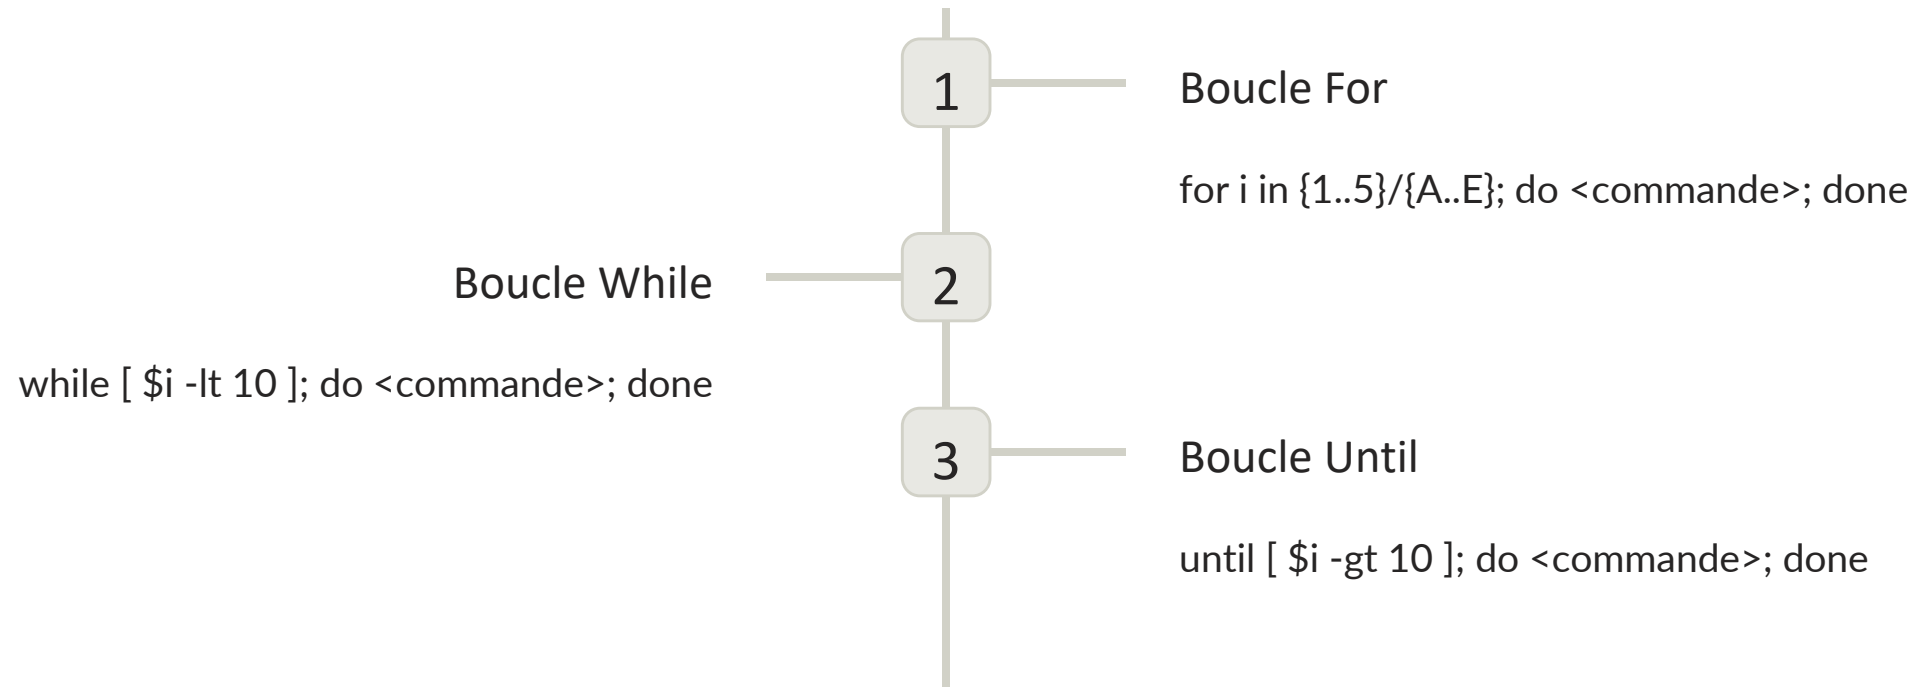 1
Boucle For
for i in {1..5}/{A..E}; do <commande>; done
2
Boucle While
while [ $i -lt 10 ]; do <commande>; done
3
Boucle Until
until [ $i -gt 10 ]; do <commande>; done